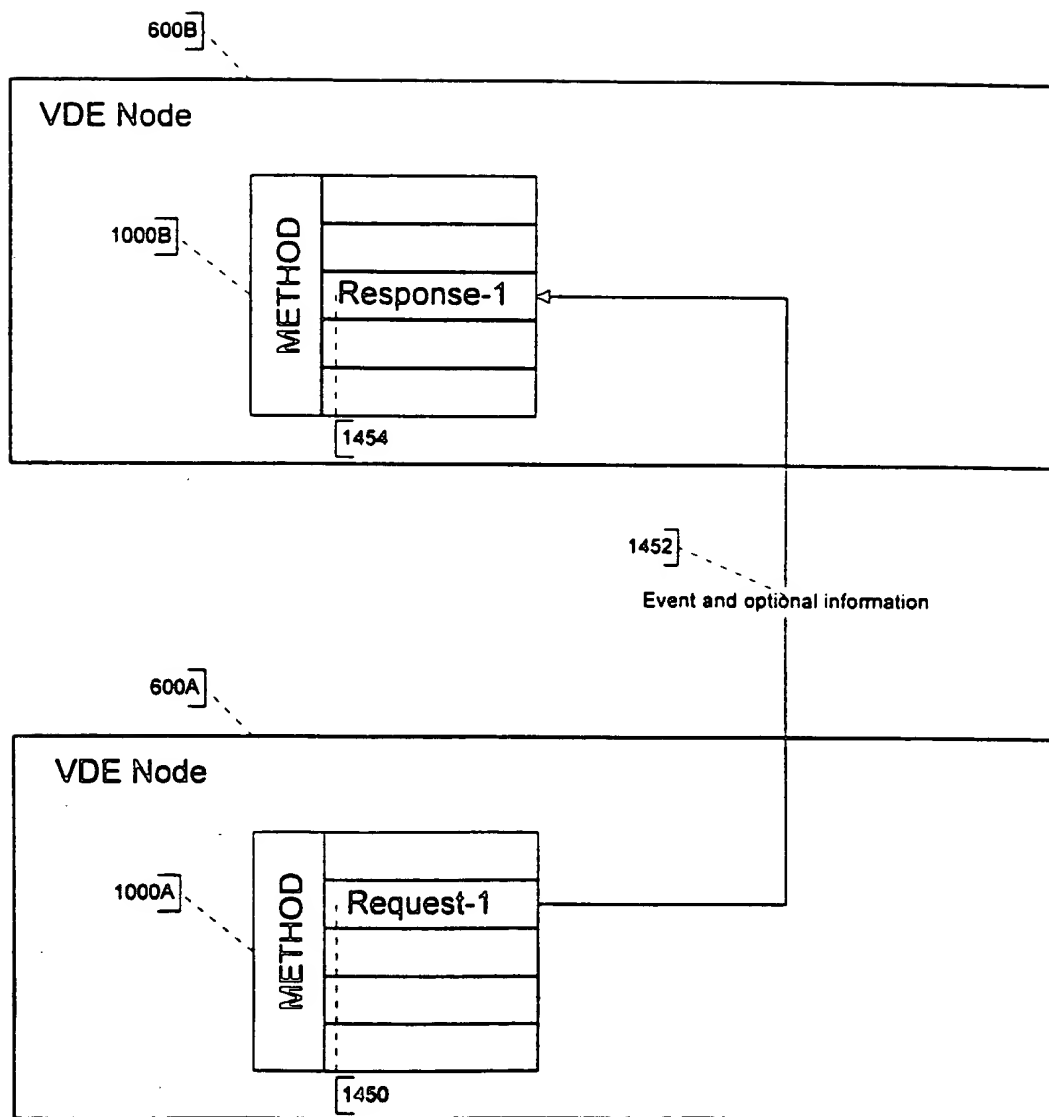 600B
VDE Node
1000B
METHOD
Response-1
1454
1452
Event and optional information
600A
VDE Node
1000A
METHOD
Request-1
1450